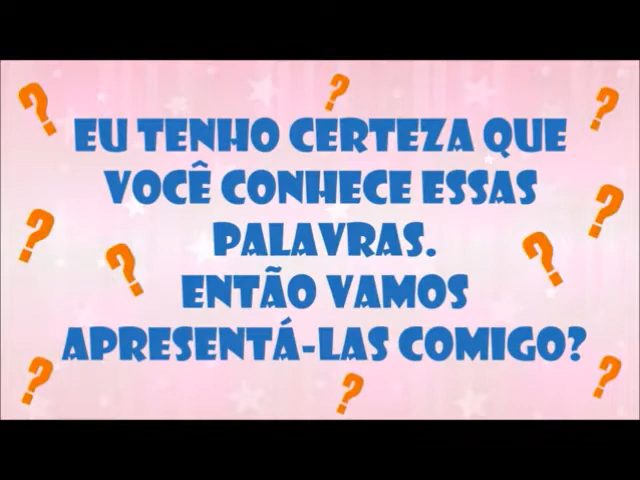 EU TENHO CERTEZA QUE
VOCÊ CONHECE ESSAS
PALAVRAS.
ENTÃO VAMOS
APRESENTÁ-LAS COMIGO?